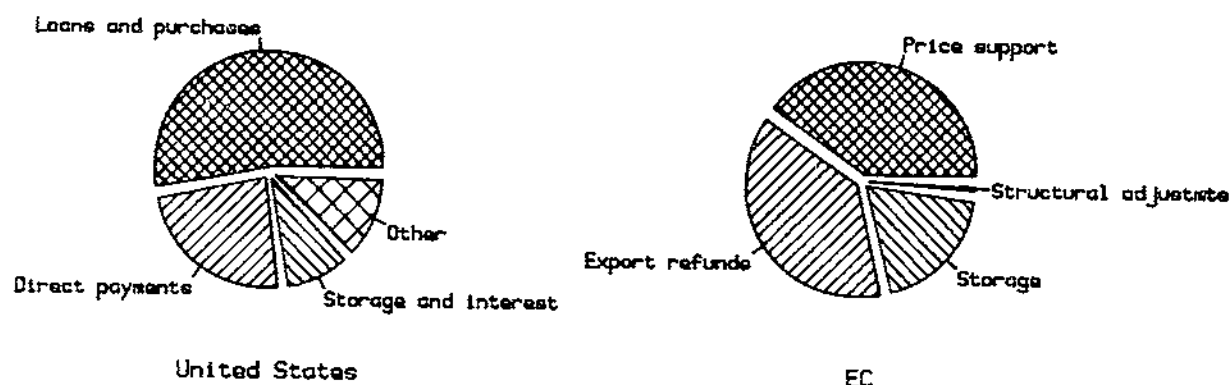 Loans and purchases
Other
Storage and interest
Direct payments
United States
Price support
Structural adjustmts
Storage
Export refunds
EC